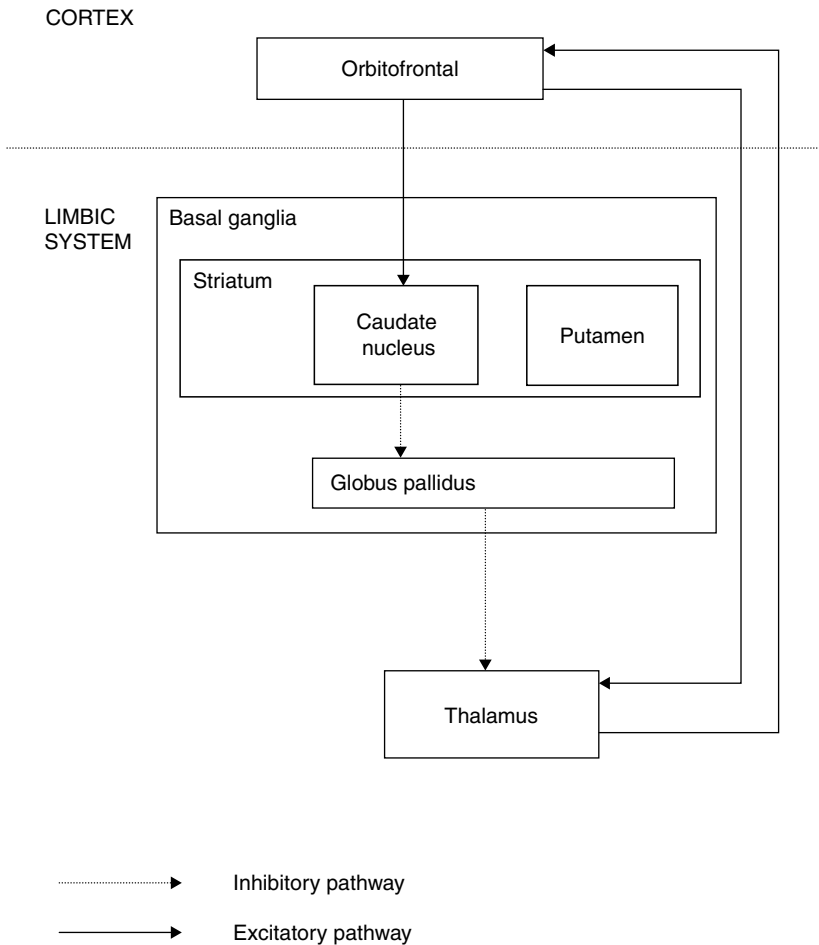 CORTEX
Orbitofrontal
LIMBIC
SYSTEM
Basal ganglia
Striatum
Caudate
nucleus
Putamen
Globus pallidus
Thalamus
Inhibitory pathway
Excitatory pathway